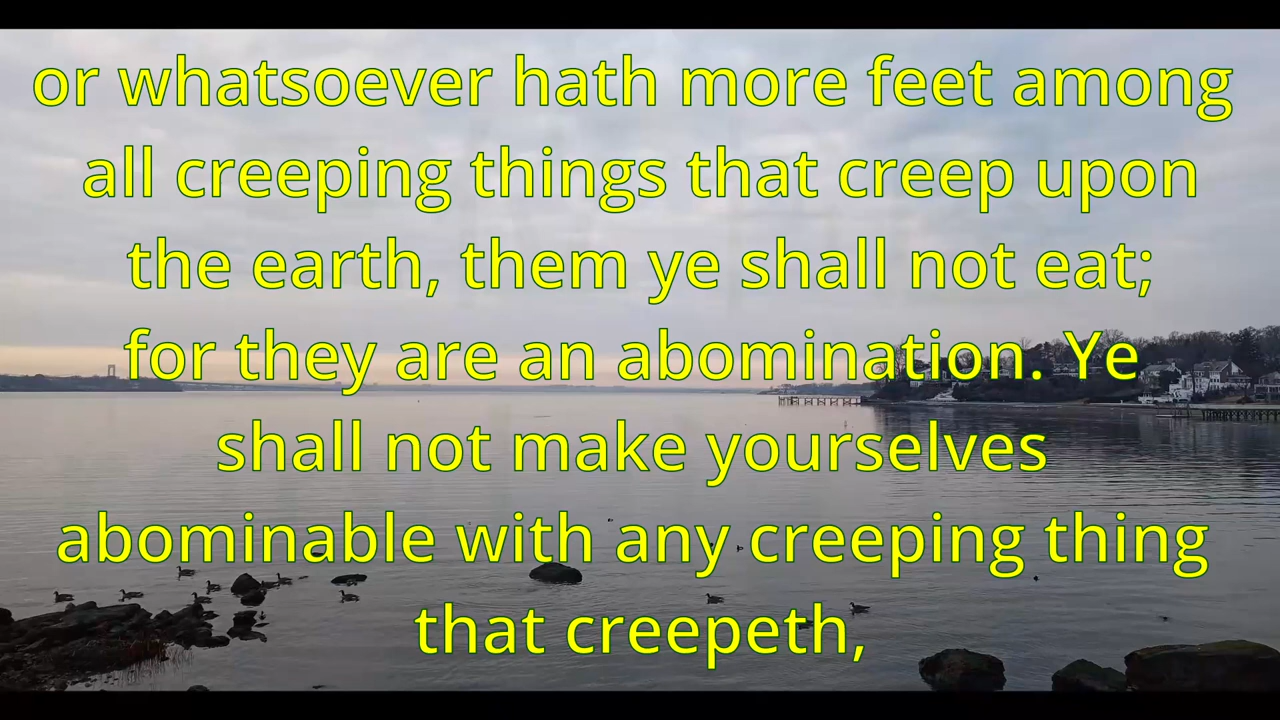 or whatsoever hath more feet among
all creeping things that creep upon
the earth, them ye shall not eat;
for they are an abomination. Ye
shall not make yourselves
abominable with any creeping thing
that creepeth,